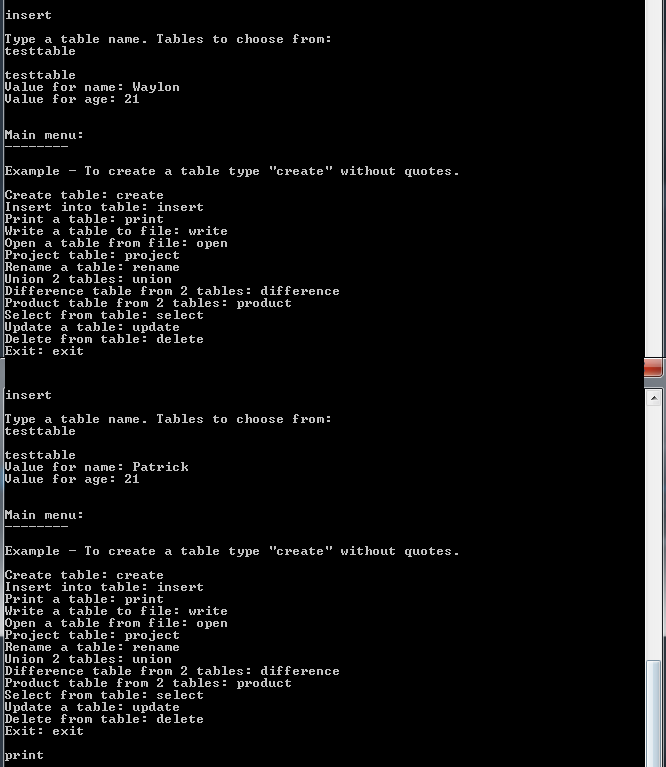 insert
Type a table name. Tables to choose from:
testtable
testtable
Value for name: Waylon
Value for age: 21
Main menu:
--------
Example - To create a table type "create" without quotes.
Create table: create
Insert into table: insert
Print a table: print
Write a table to file: write
Open a table from file: open
Project table: project
Rename a table: rename
Union 2 tables: union
Difference table from 2 tables: difference
Product table from 2 tables: product
Select from table: select
Update a table: update
Delete from table: delete
Exit: exit
insert
Type a table name. Tables to choose from:
testtable
testtable
Value for name: Patrick
Value for age: 21
Main menu:
--------
Example - To create a table type "create" without quotes.
Create table: create
Insert into table: insert
Print a table: print
Write a table to file: write
Open a table from file: open
Project table: project
Rename a table: rename
Union 2 tables: union
Difference table from 2 tables: difference
Product table from 2 tables: product
Select from table: select
Update a table: update
Delete from table: delete
Exit: exit
print